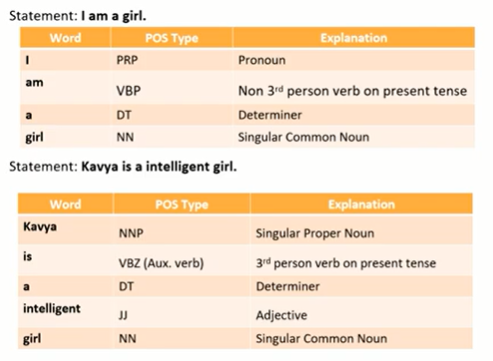 Statement: I am a girl.
Word POS Type Explanation
I PRP Pronoun
am VBP Non 3rd person verb on present tense
a DT Determiner
girl NN Singular Common Noun
Statement: Kavya is a intelligent girl.
Word POS Type Explanation
Kavya NNP Singular Proper Noun
is VBZ (Aux. verb) 3rd person verb on present tense
a DT Determiner
intelligent JJ Adjective
girl NN Singular Common Noun